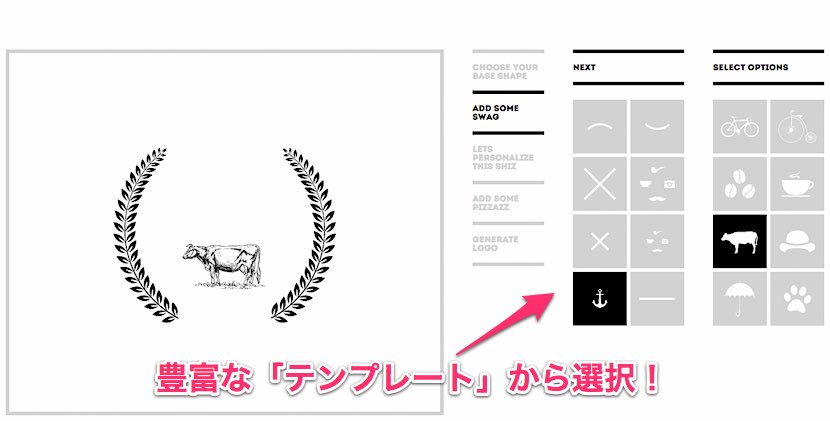 CHOOSE YOUR
BASE SHAPE
ADD SOME
SWAG
LETS
PERSONALIZE
THIS SHIZ
ADD SOME
PIZZAZZ
GENERATE
LOGO
NEXT
SELECT OPTIONS
豊富な「テンプレート」から選択！